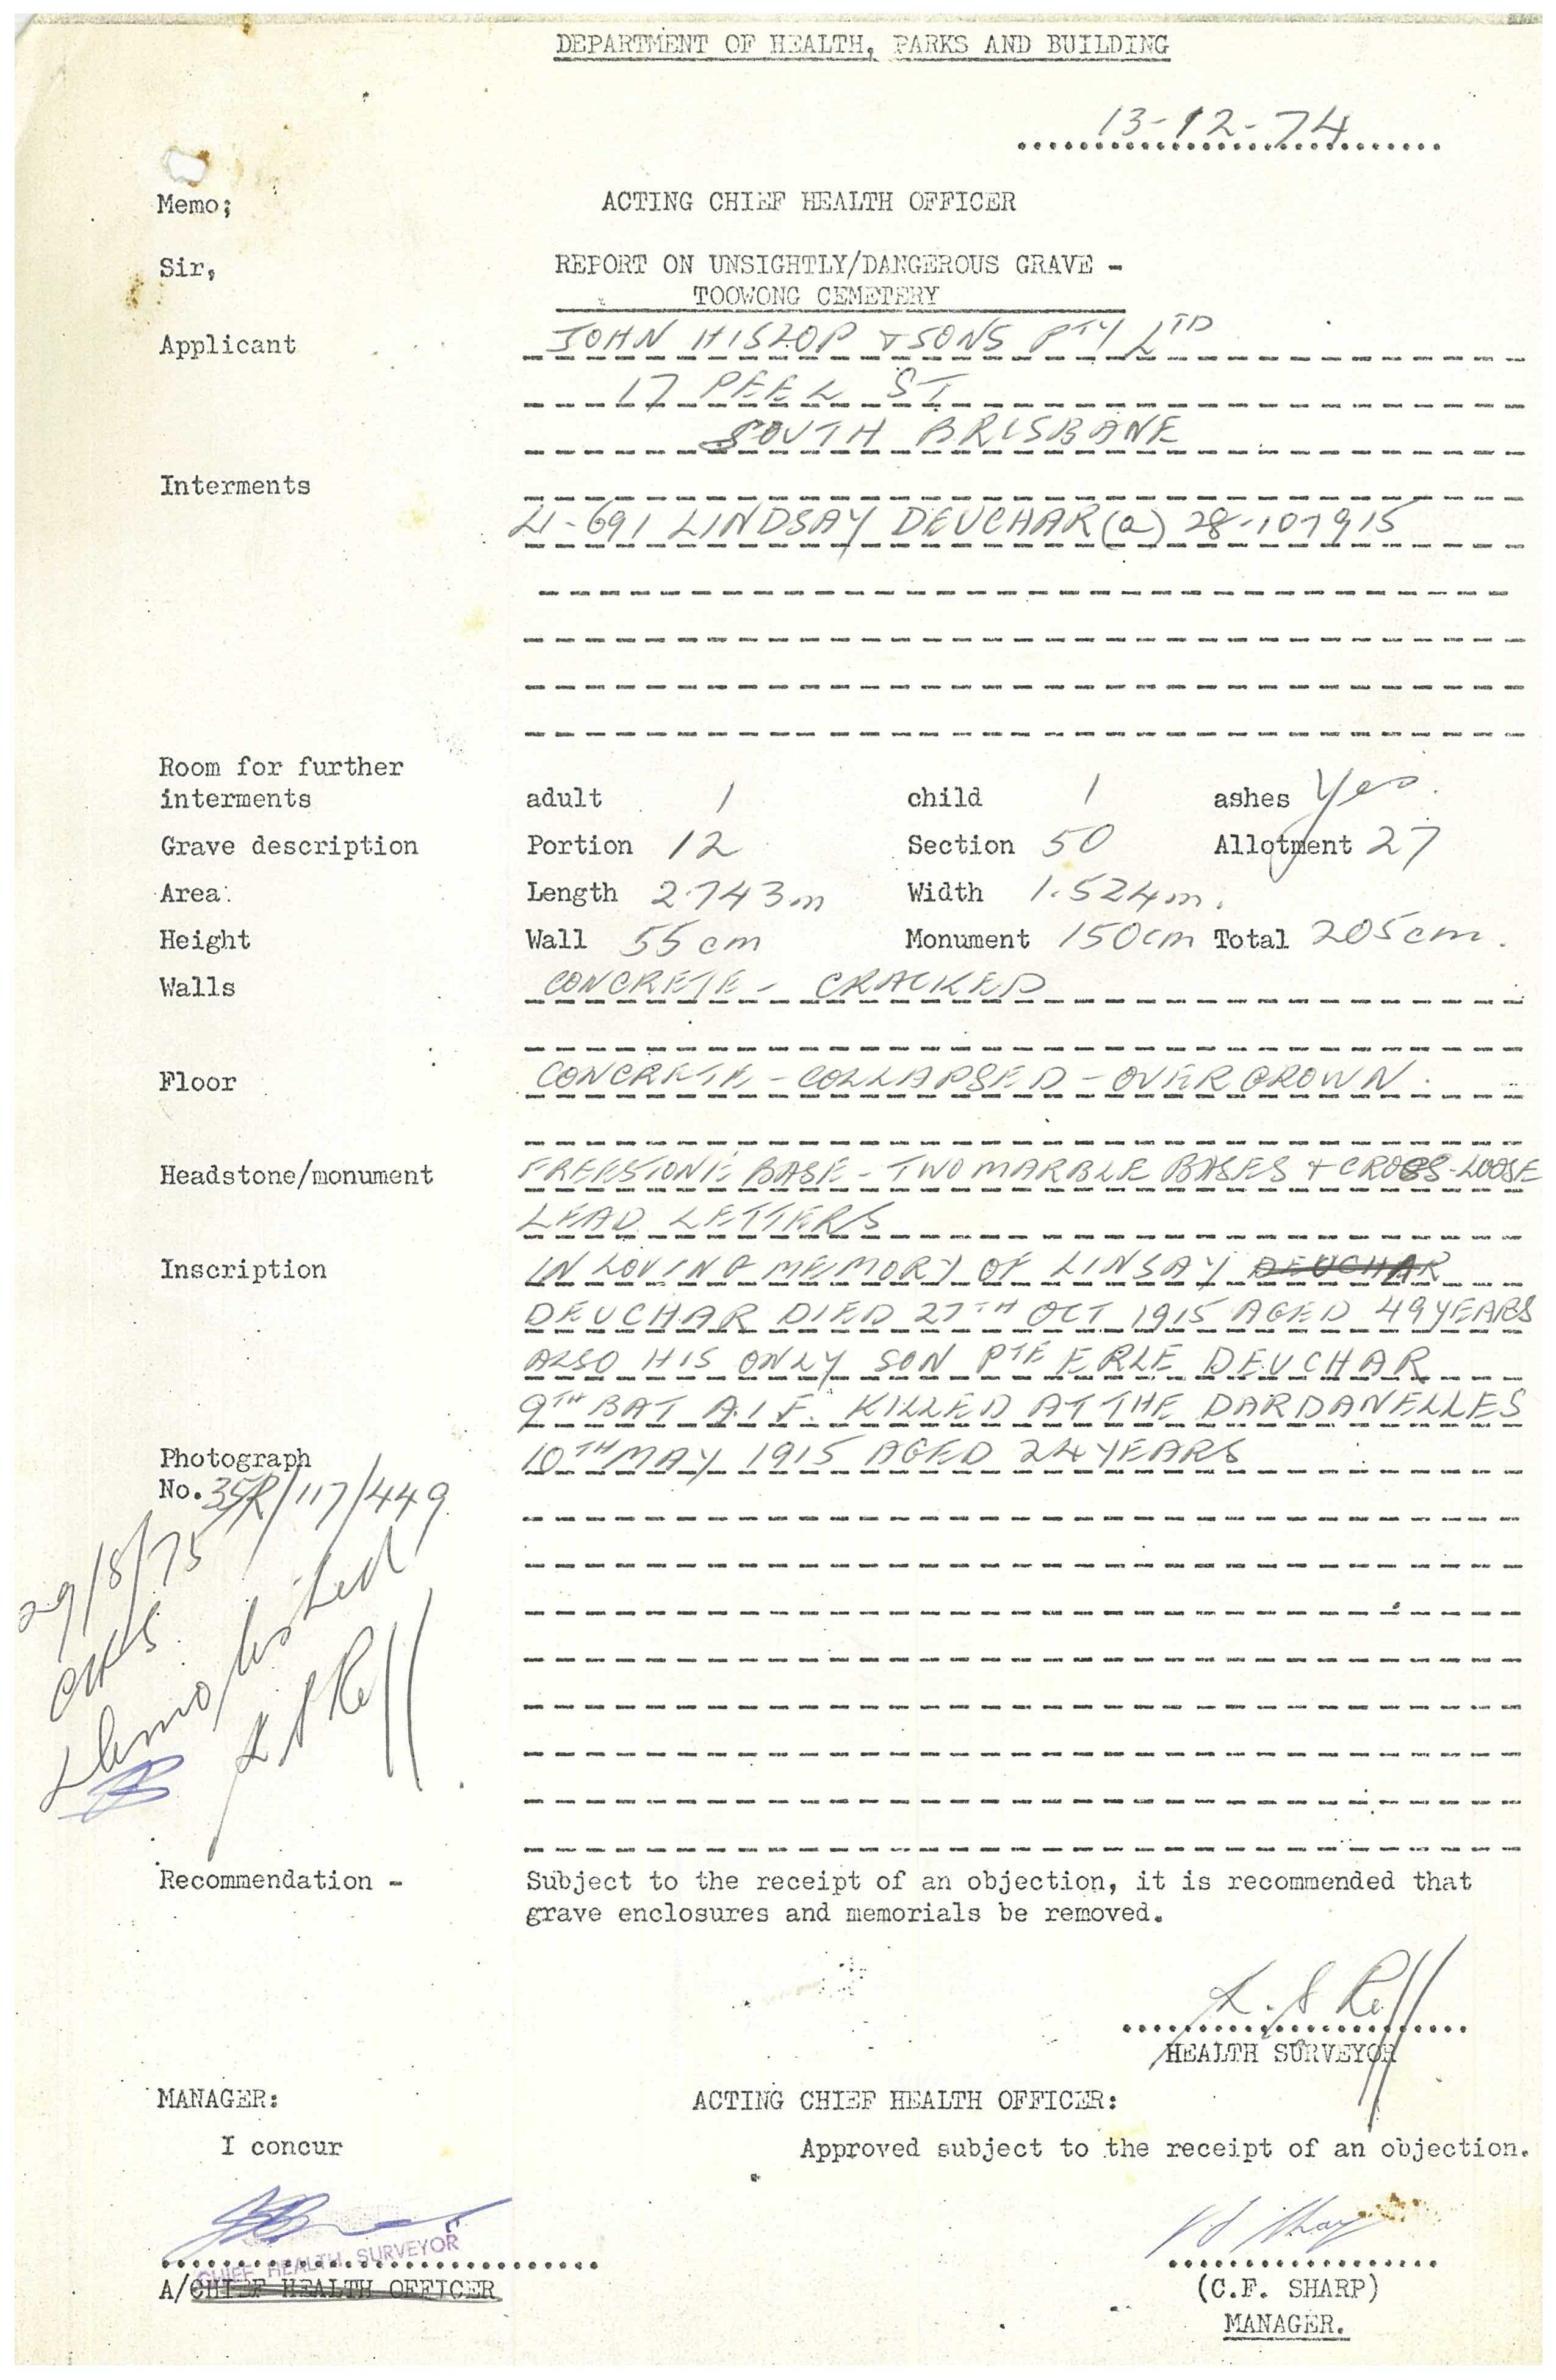 DEPARTMENT OF HEALTH, PARKS AND BUILDING
13-12-74
Memo; ACTING CHIEF HEALTH OFFICER
Sir, REPORT ON UNSIGHTLY/DANGEROUS GRAVE -
TOOWONG CEMETERY
Applicant JOHN HISLOP & SONS PTY LTD
17 PEEL ST
SOUTH BRISBANE
Interments
691 LINDSAY DEUCHAR (a) 28-10-1915
Room for further
interments adult 1 child 1 ashes Yes.
Grave description Portion 12 Section 50 Allotment 27
Area: Length 2.743m Width 1.524m.
Height Wall 55cm Monument 150cm Total 205cm.
Walls CONCRETE - CRACKED
Floor CONCRETE - COLLAPSED - OVERGROWN.
Headstone/monument FREESTONE BASE - TWO MARBLE BASES + CROSS - LOOSE
LEAD LETTERS
Inscription IN LOVING MEMORY OF LINSAY DEUCHAR
DEUCHAR DIED 27TH OCT 1915 AGED 49 YEARS
ALSO HIS ONLY SON PTE ERLE DEUCHAR
9TH BAT A.I.F. KILLED AT THE DARDANELLES
Photograph 10TH MAY 1915 AGED 24 YEARS
No. 35R/117/449
29/8/75
CHS
Demolished
Recommendation - Subject to the receipt of an objection, it is recommended that
grave enclosures and memorials be removed.
HEALTH SURVEYOR
MANAGER: ACTING CHIEF HEALTH OFFICER:
I concur Approved subject to the receipt of an objection.
CHIEF HEALTH SURVEYOR
A/CHIEF HEALTH OFFICER (C.F. SHARP)
MANAGER.